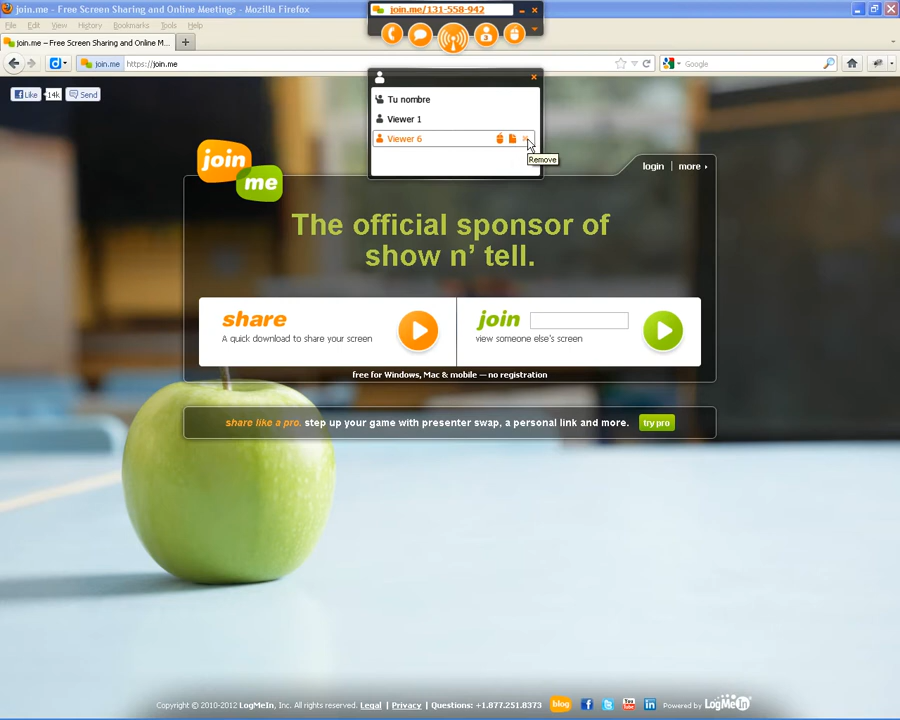 join.me - Free Screen Sharing and Online Meetings - Mozilla Firefox
join.me/131-558-942
File Edit View History Bookmarks Tools Help
join.me – Free Screen Sharing and Online M...
join.me https://join.me
Google
Like 14k Send
Tu nombre
Viewer 1
Viewer 6
Remove
join me
login | more
The official sponsor of
show n' tell.
share
A quick download to share your screen
join
view someone else's screen
free for Windows, Mac & mobile — no registration
share like a pro. step up your game with presenter swap, a personal link and more. try pro
Copyright © 2010-2012 LogMeIn, Inc. All rights reserved. Legal | Privacy | Questions: +1.877.251.8373 blog Powered by LogMeIn